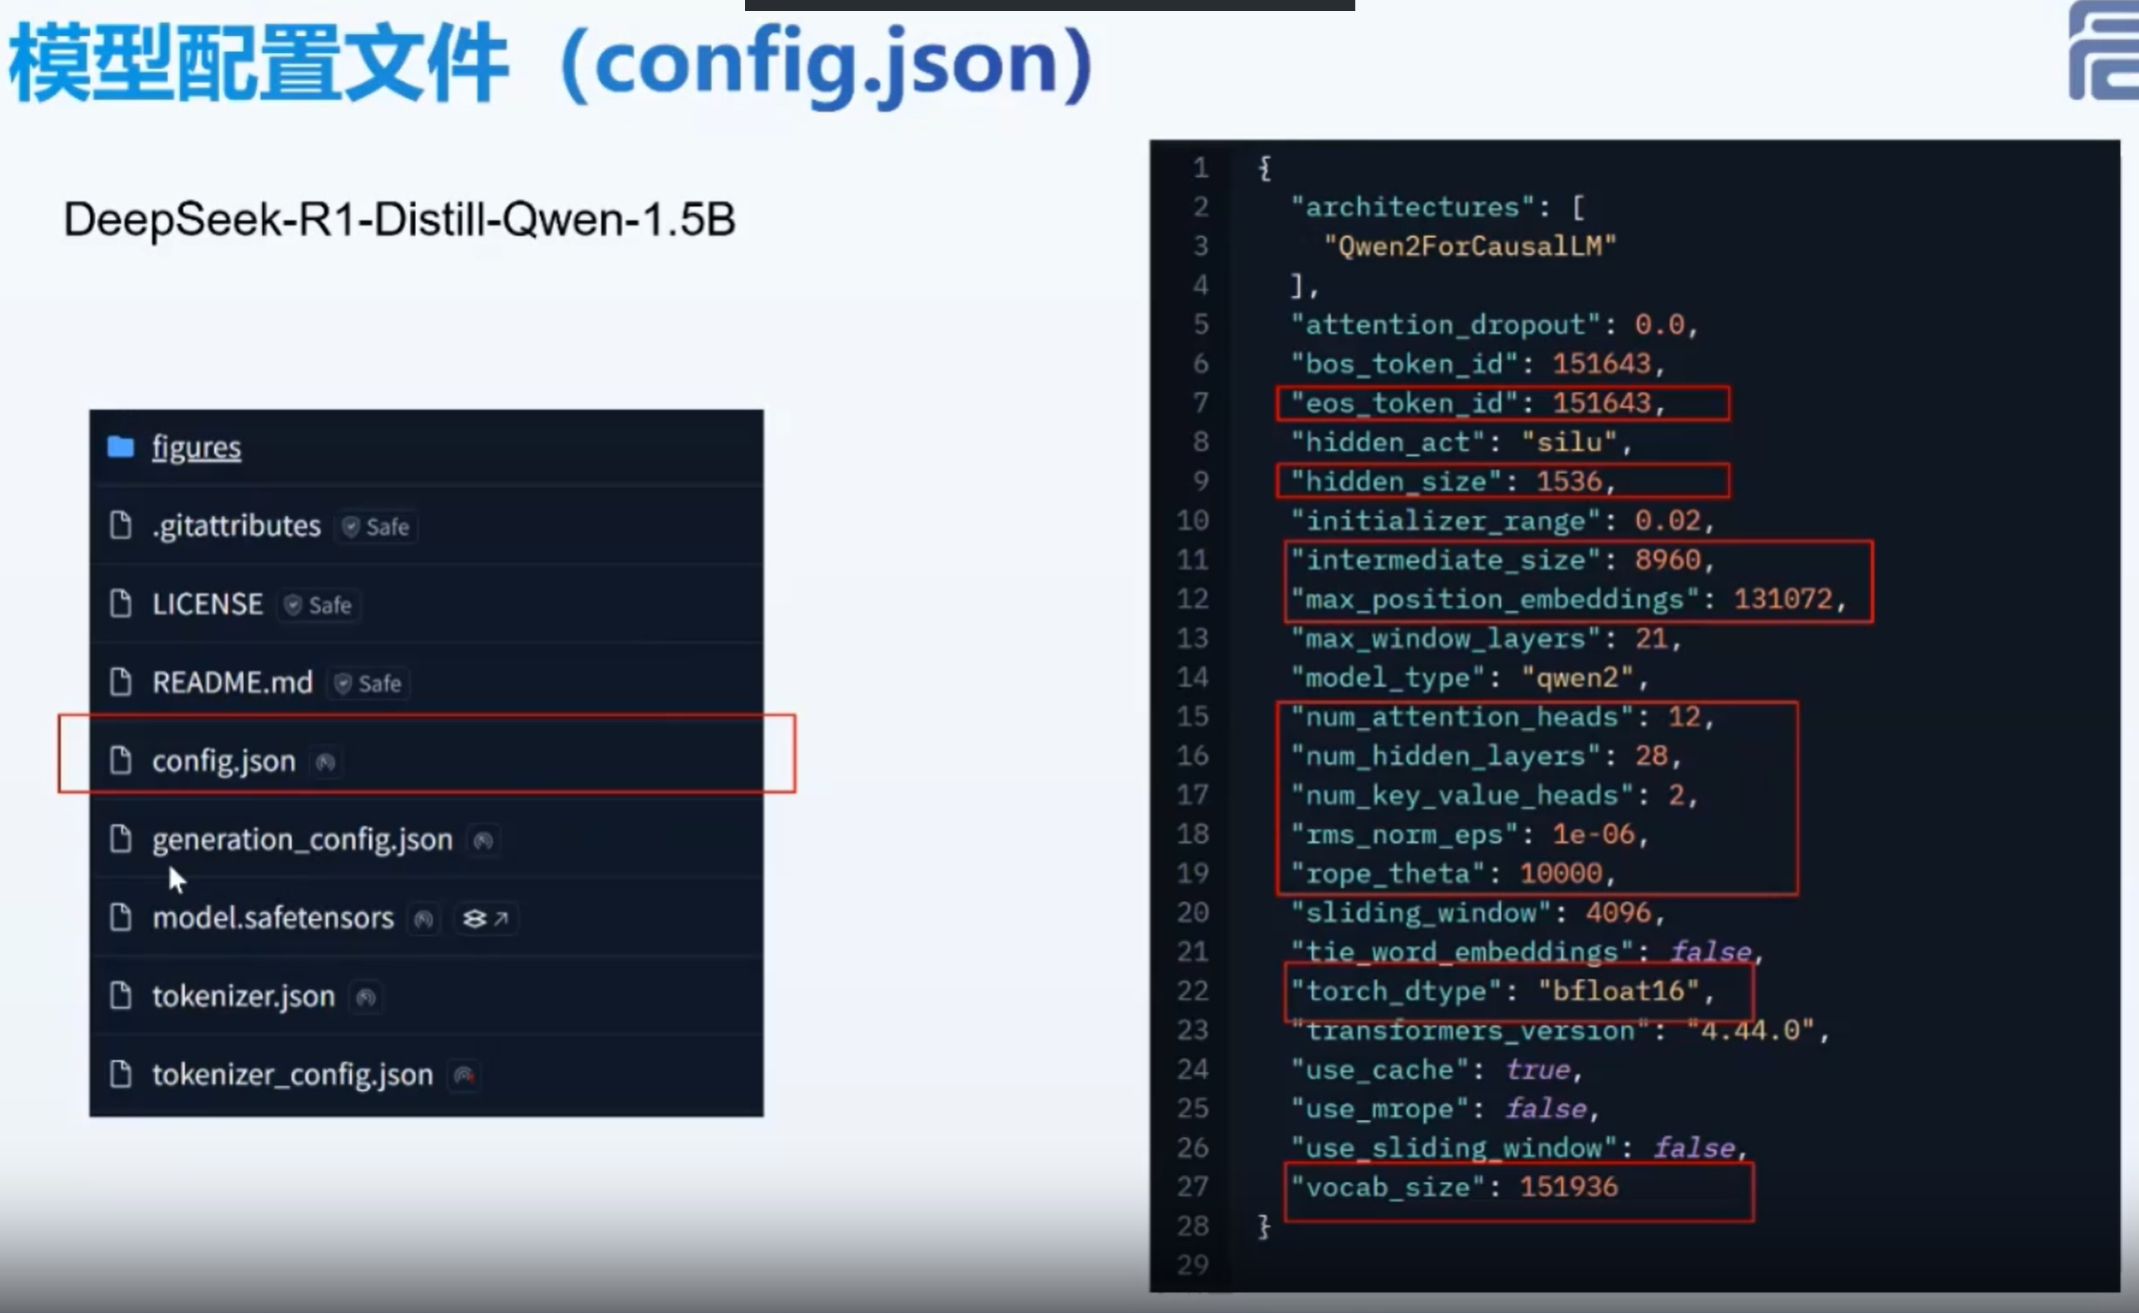 模型配置文件（config.json）
DeepSeek-R1-Distill-Qwen-1.5B
figures
.gitattributes Safe
LICENSE Safe
README.md Safe
config.json
generation_config.json
model.safetensors
tokenizer.json
tokenizer_config.json
1 {
2 "architectures": [
3 "Qwen2ForCausalLM"
4 ],
5 "attention_dropout": 0.0,
6 "bos_token_id": 151643,
7 "eos_token_id": 151643,
8 "hidden_act": "silu",
9 "hidden_size": 1536,
10 "initializer_range": 0.02,
11 "intermediate_size": 8960,
12 "max_position_embeddings": 131072,
13 "max_window_layers": 21,
14 "model_type": "qwen2",
15 "num_attention_heads": 12,
16 "num_hidden_layers": 28,
17 "num_key_value_heads": 2,
18 "rms_norm_eps": 1e-06,
19 "rope_theta": 10000,
20 "sliding_window": 4096,
21 "tie_word_embeddings": false,
22 "torch_dtype": "bfloat16",
23 "transformers_version": "4.44.0",
24 "use_cache": true,
25 "use_mrope": false,
26 "use_sliding_window": false,
27 "vocab_size": 151936
28 }
29